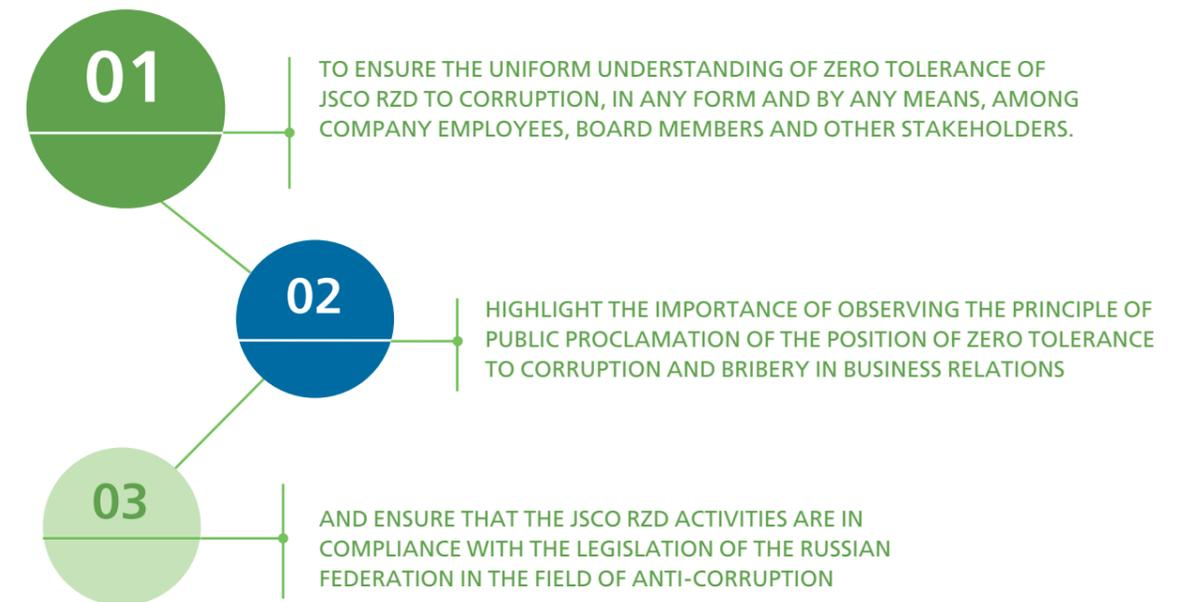 01
TO ENSURE THE UNIFORM UNDERSTANDING OF ZERO TOLERANCE OF
JSCO RZD TO CORRUPTION, IN ANY FORM AND BY ANY MEANS, AMONG
COMPANY EMPLOYEES, BOARD MEMBERS AND OTHER STAKEHOLDERS.
02
HIGHLIGHT THE IMPORTANCE OF OBSERVING THE PRINCIPLE OF
PUBLIC PROCLAMATION OF THE POSITION OF ZERO TOLERANCE
TO CORRUPTION AND BRIBERY IN BUSINESS RELATIONS
03
AND ENSURE THAT THE JSCO RZD ACTIVITIES ARE IN
COMPLIANCE WITH THE LEGISLATION OF THE RUSSIAN
FEDERATION IN THE FIELD OF ANTI-CORRUPTION